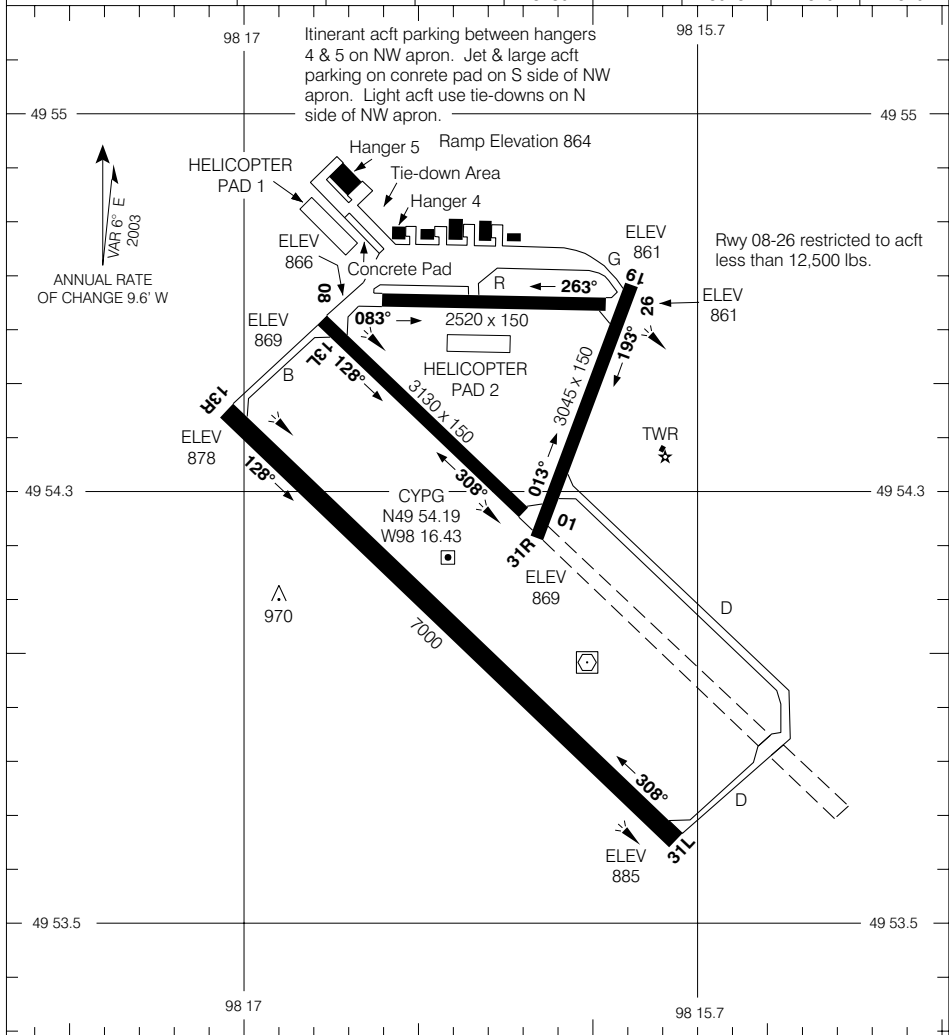 98 17
98 15.7
Itinerant acft parking between hangers
4 & 5 on NW apron. Jet & large acft
parking on conrete pad on S side of NW
apron. Light acft use tie-downs on N
side of NW apron.
49 55
49 55
Ramp Elevation 864
Hanger 5
HELICOPTER
PAD 1
Tie-down Area
Hanger 4
VAR 6° E
2003
ANNUAL RATE
OF CHANGE 9.6' W
ELEV
866
Concrete Pad
ELEV
861
G
19
Rwy 08-26 restricted to acft
less than 12,500 lbs.
08
R
263°
26
ELEV
861
083°
2520 x 150
ELEV
869
13L
128°
HELICOPTER
PAD 2
193°
3045 x 150
B
3130 x 150
13R
ELEV
878
128°
TWR
308°
013°
49 54.3
49 54.3
CYPG
N49 54.19
W98 16.43
01
31R
ELEV
869
970
7000
D
308°
D
31L
ELEV
885
49 53.5
49 53.5
98 17
98 15.7